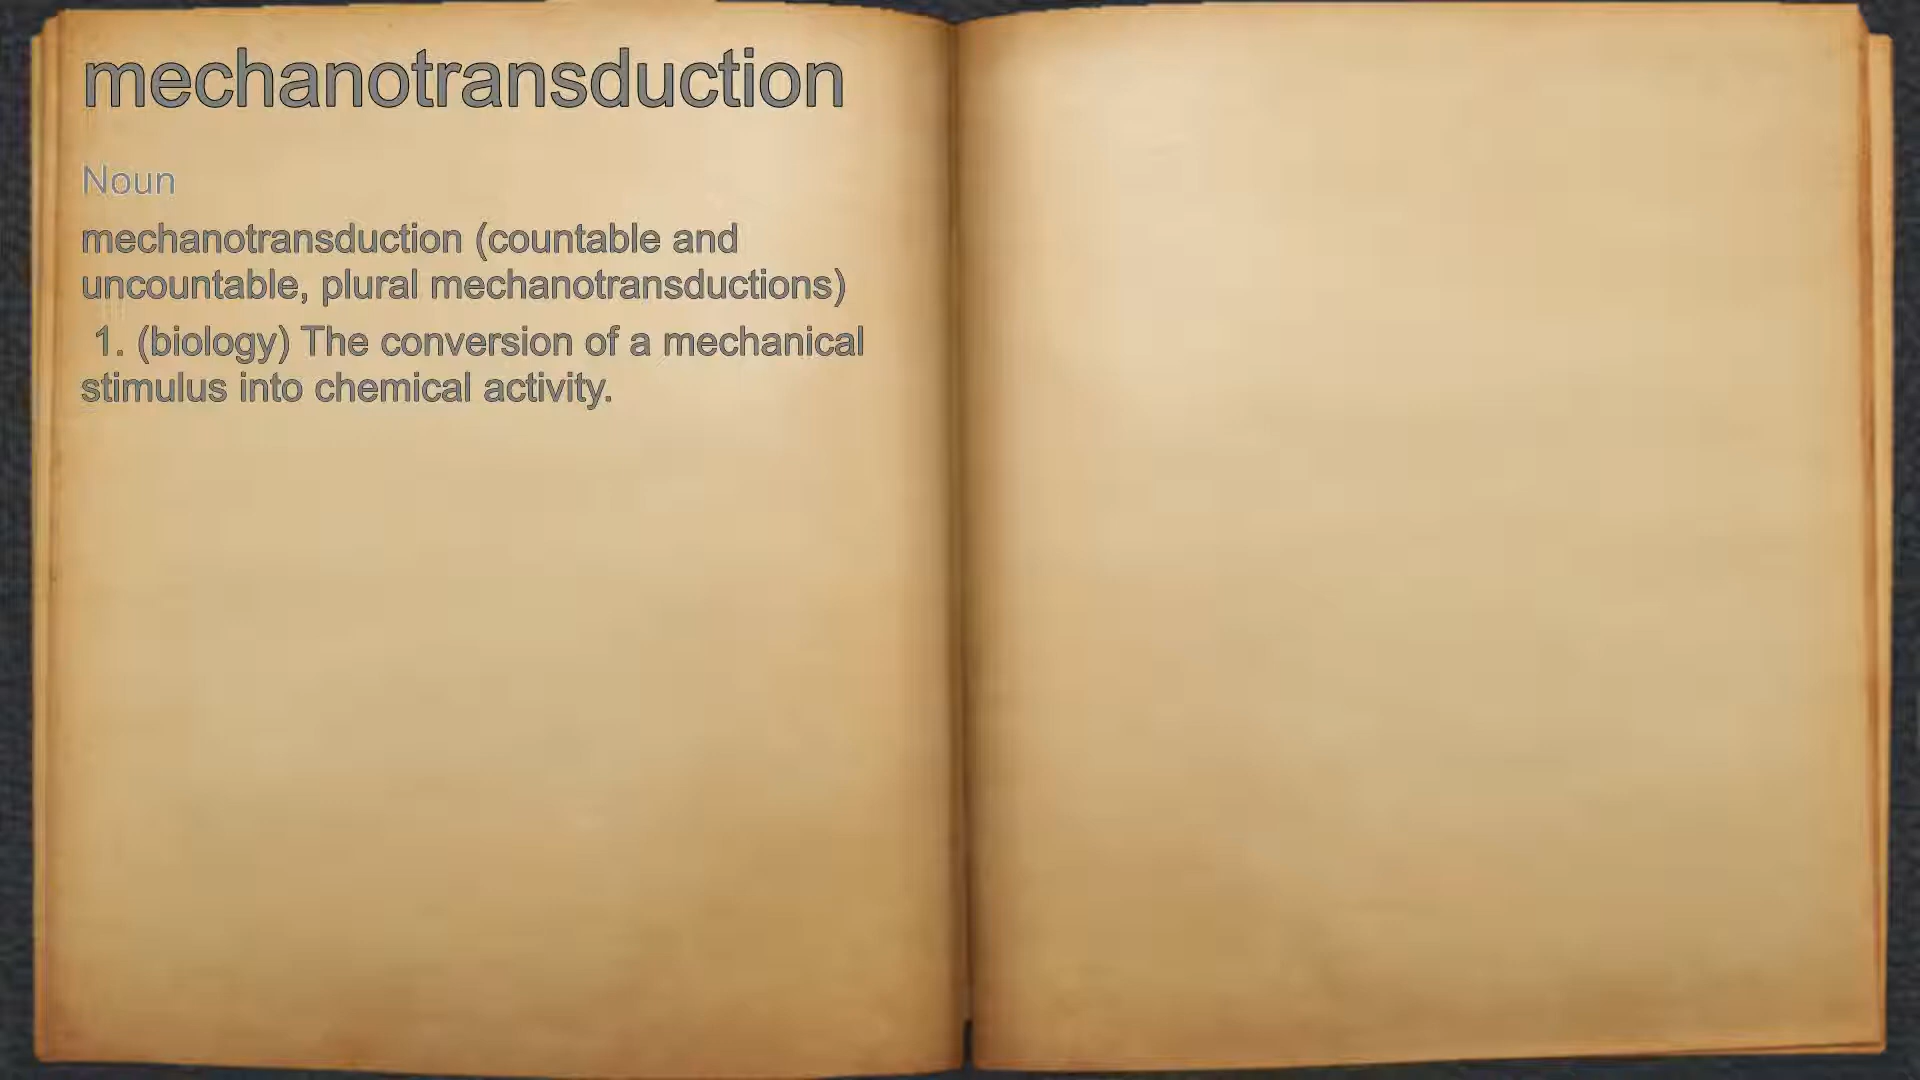 mechanotransduction
Noun
mechanotransduction (countable and
uncountable, plural mechanotransductions)
1. (biology) The conversion of a mechanical
stimulus into chemical activity.